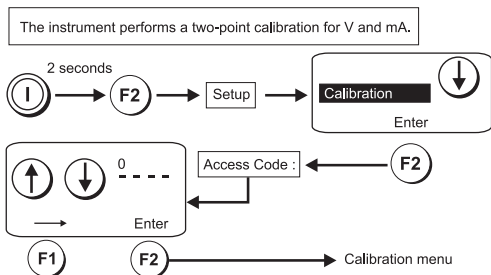 The instrument performs a two-point calibration for V and mA.
2 seconds
I
F2
Setup
Calibration
Enter
Access Code :
F2
0
- - - -
Enter
F1
F2
Calibration menu